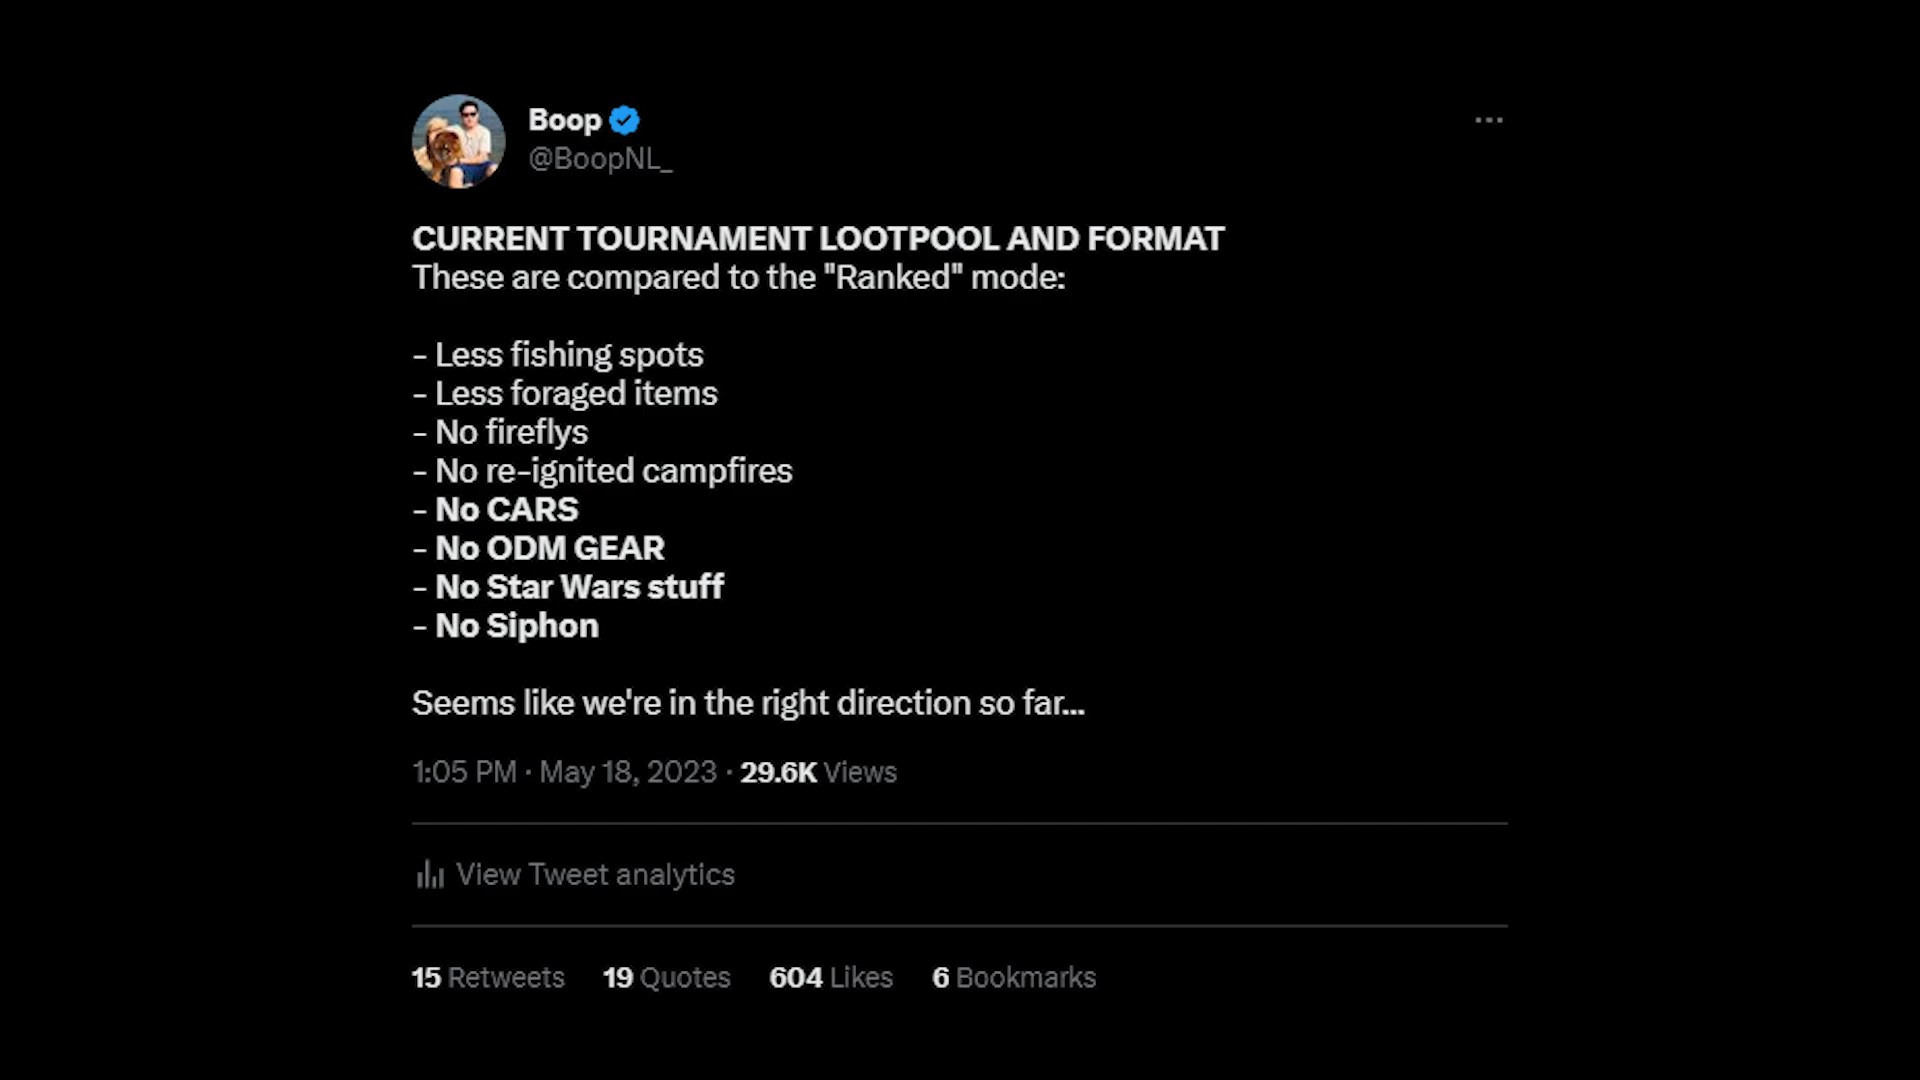 Boop
@BoopNL_
CURRENT TOURNAMENT LOOTPOOL AND FORMAT
These are compared to the "Ranked" mode:
- Less fishing spots
- Less foraged items
- No fireflys
- No re-ignited campfires
- No CARS
- No ODM GEAR
- No Star Wars stuff
- No Siphon
Seems like we're in the right direction so far...
1:05 PM · May 18, 2023 · 29.6K Views
View Tweet analytics
15 Retweets 19 Quotes 604 Likes 6 Bookmarks